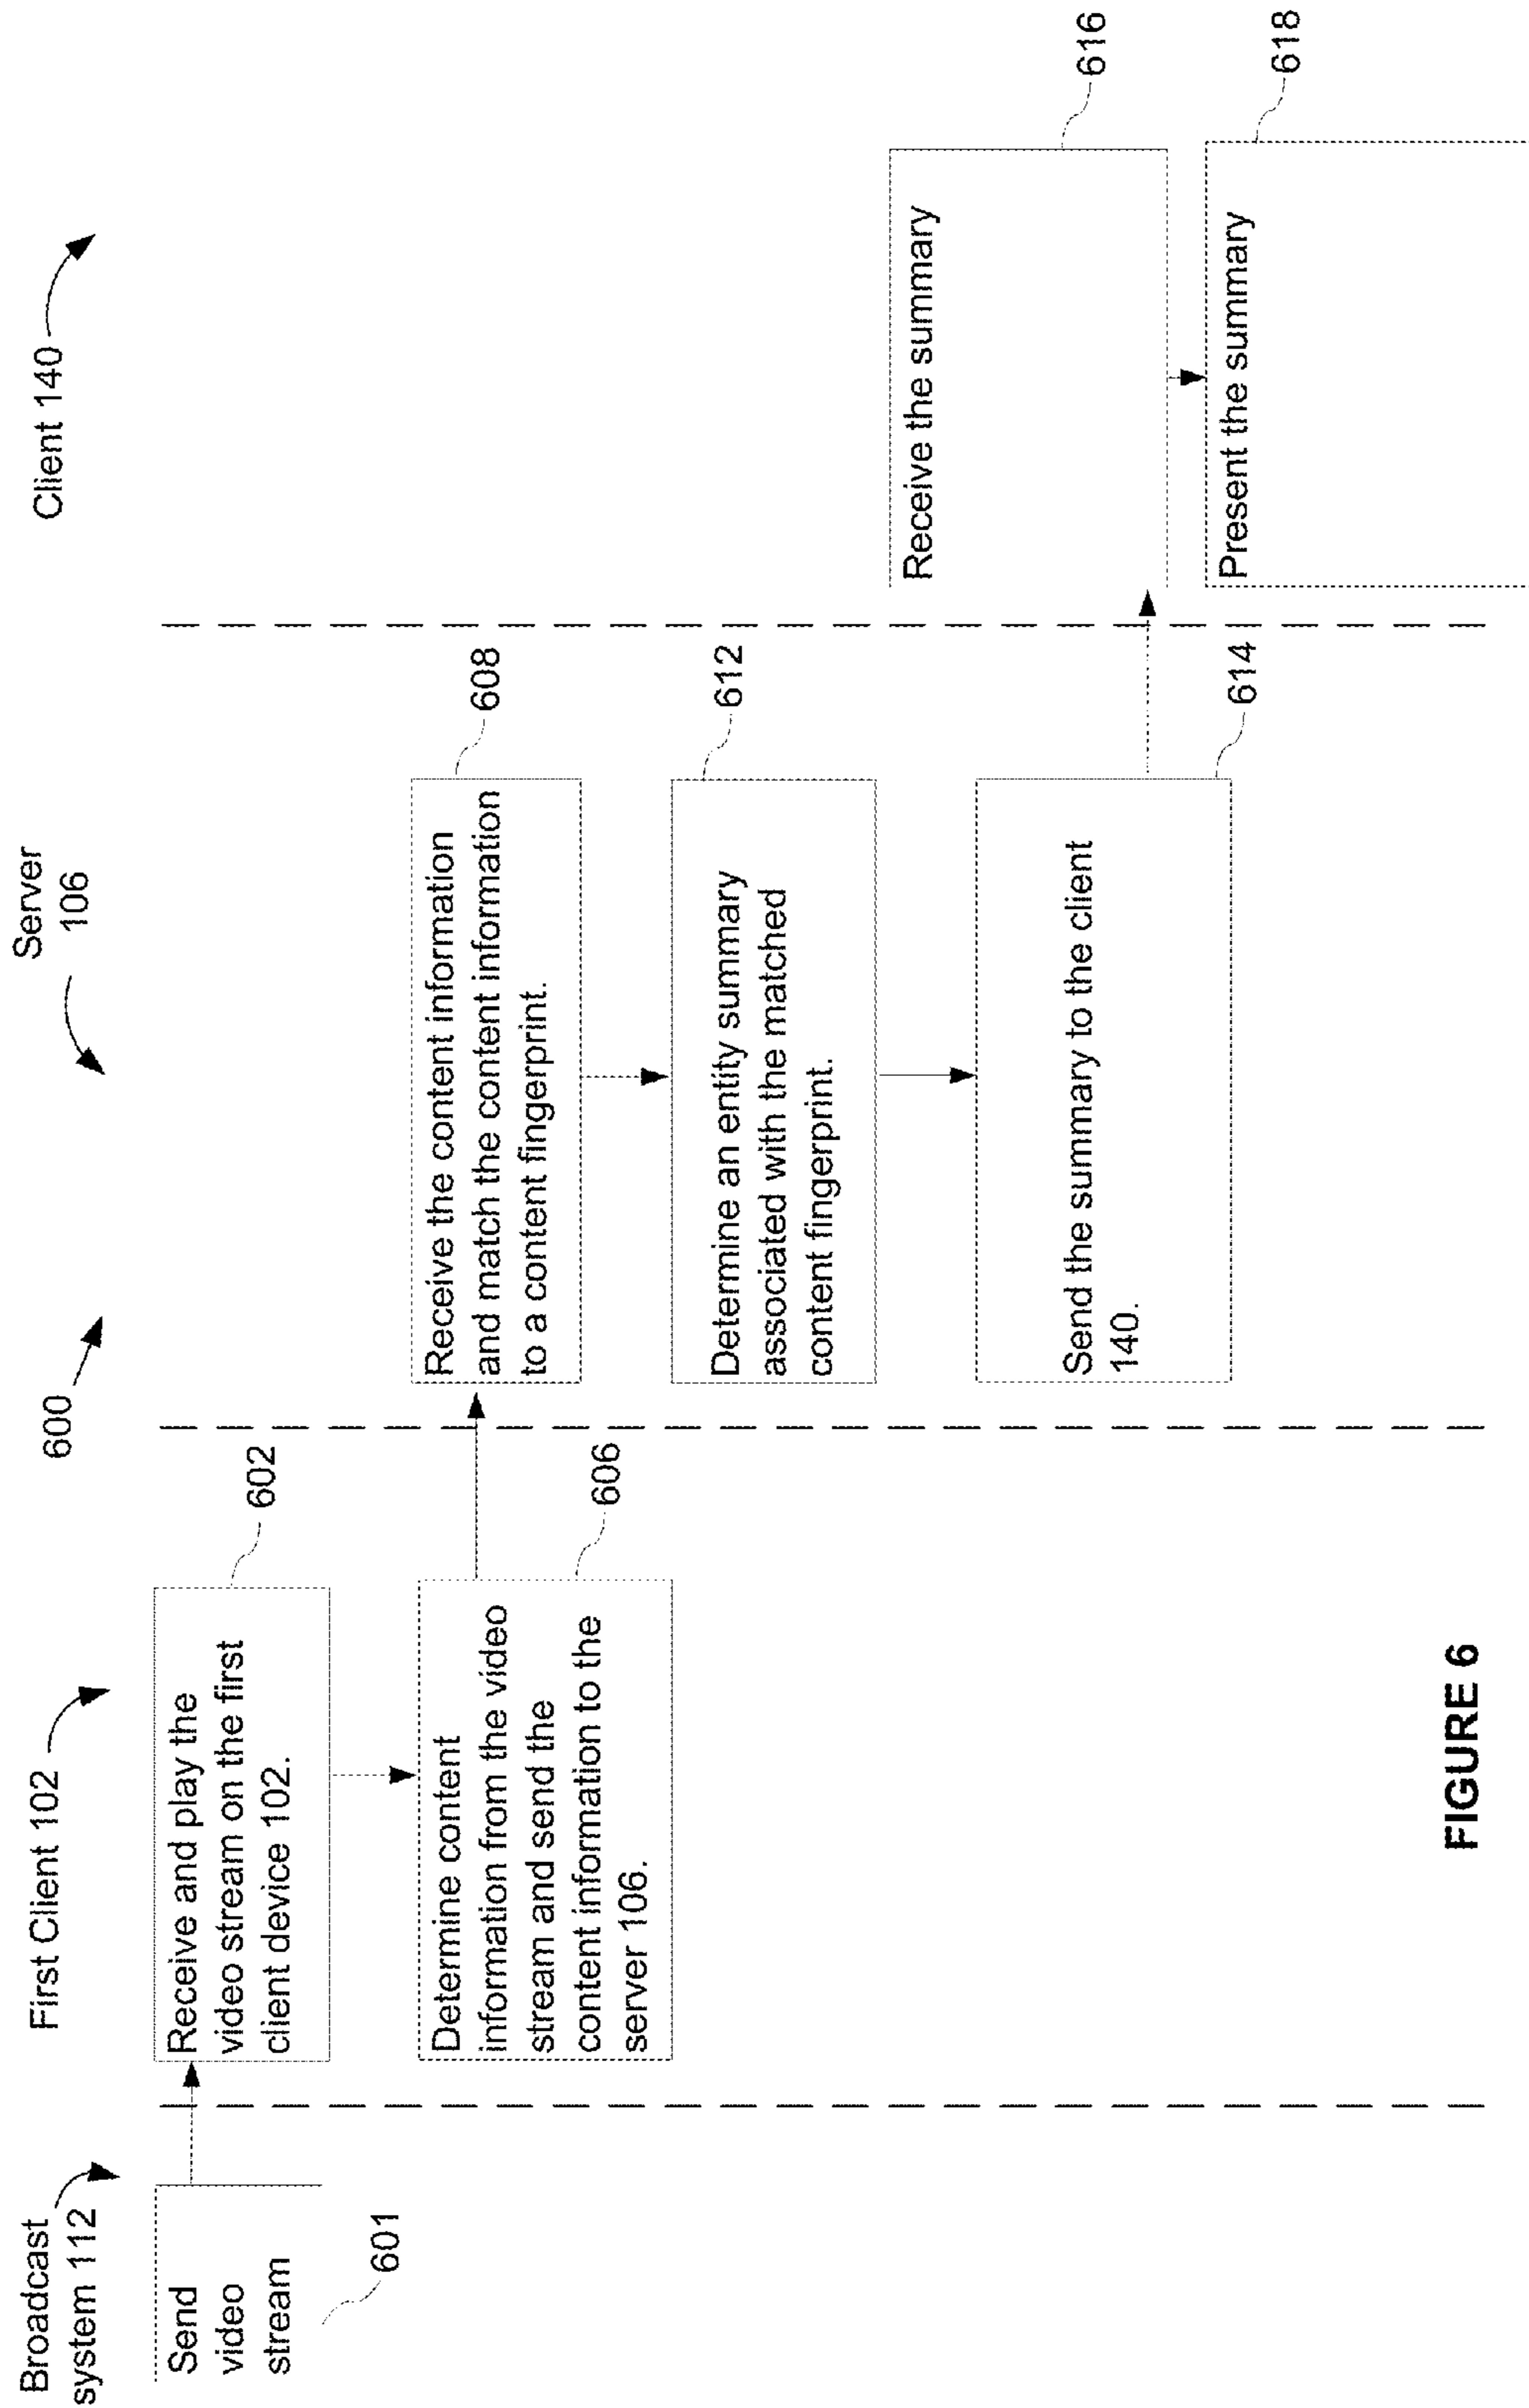 600
Broadcast
system 112
First Client 102
Server
106
Client 140
Send
video
stream
601
Receive and play the
video stream on the first
client device 102.
602
Determine content
information from the video
stream and send the
content information to the
server 106.
606
Receive the content information
and match the content information
to a content fingerprint.
608
Determine an entity summary
associated with the matched
content fingerprint.
612
Send the summary to the client
140.
614
Receive the summary
616
Present the summary
618
FIGURE 6